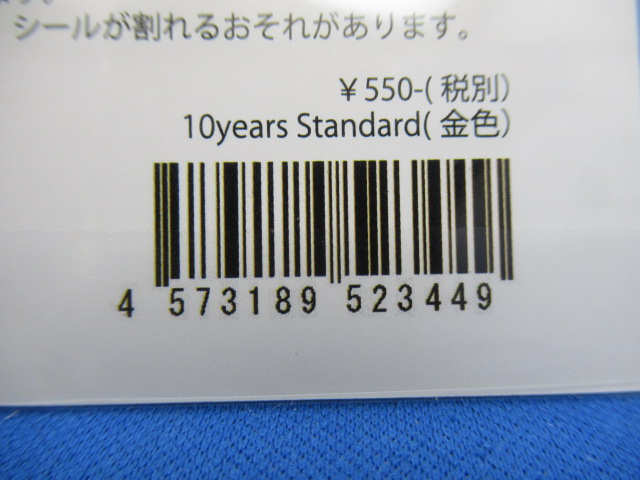 シールが割れるおそれがあります。
¥550-(税別)
10years Standard(金色)
4 573189 523449